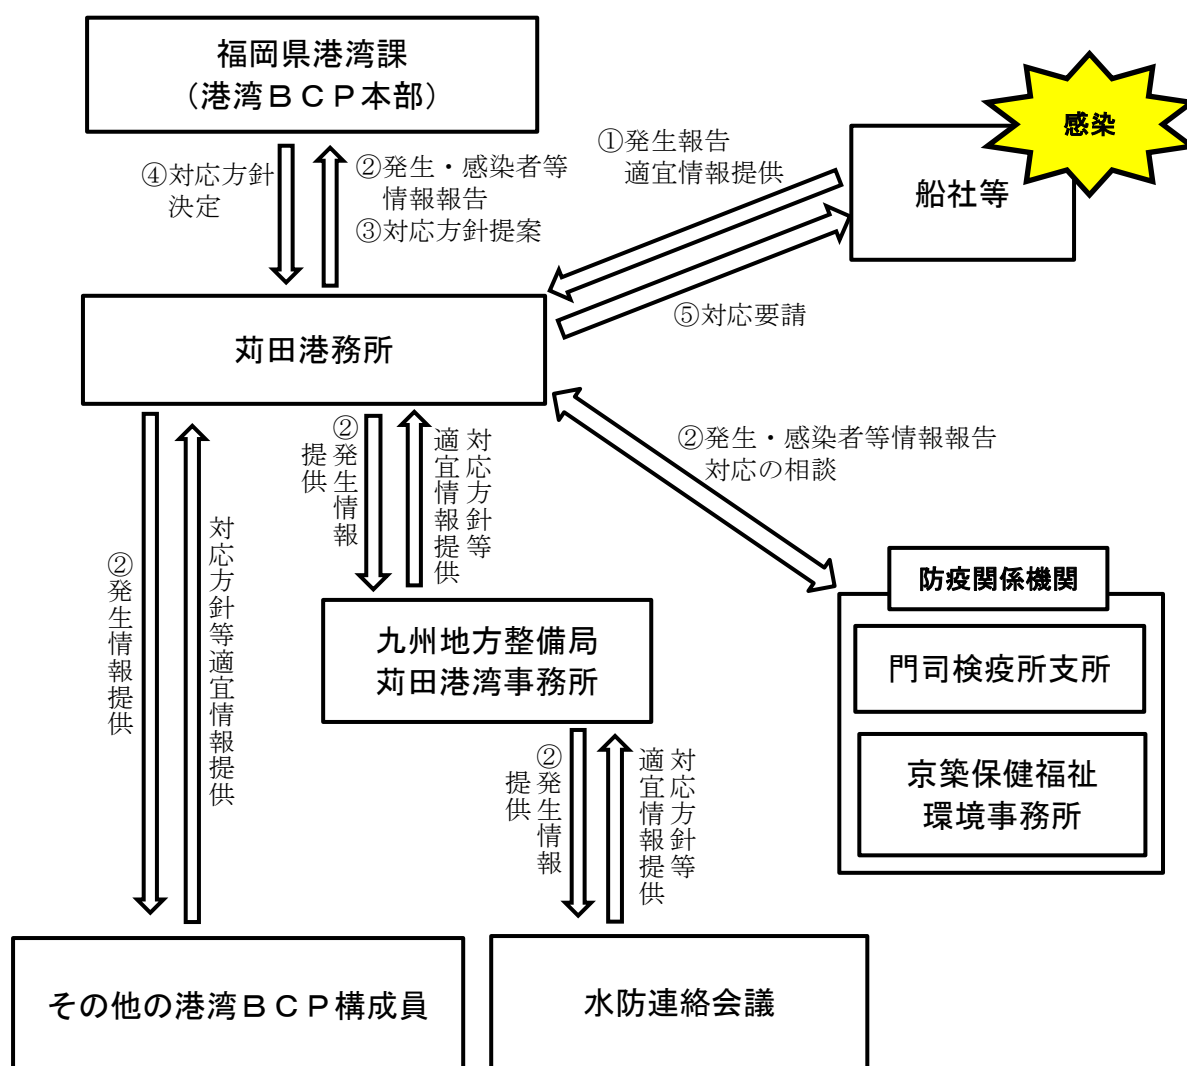 福岡県港湾課
（港湾ＢＣＰ本部）
感染
船社等
①発生報告
適宜情報提供
④対応方針
決定
②発生・感染者等
情報報告
③対応方針提案
⑤対応要請
苅田港務所
②発生・感染者等情報報告
対応の相談
②発生情報
提供
対応方針等
適宜情報提供
②発生情報提供
対応方針等適宜情報提供
防疫関係機関
門司検疫所支所
京築保健福祉
環境事務所
九州地方整備局
苅田港湾事務所
②発生情報
提供
対応方針等
適宜情報提供
その他の港湾ＢＣＰ構成員
水防連絡会議